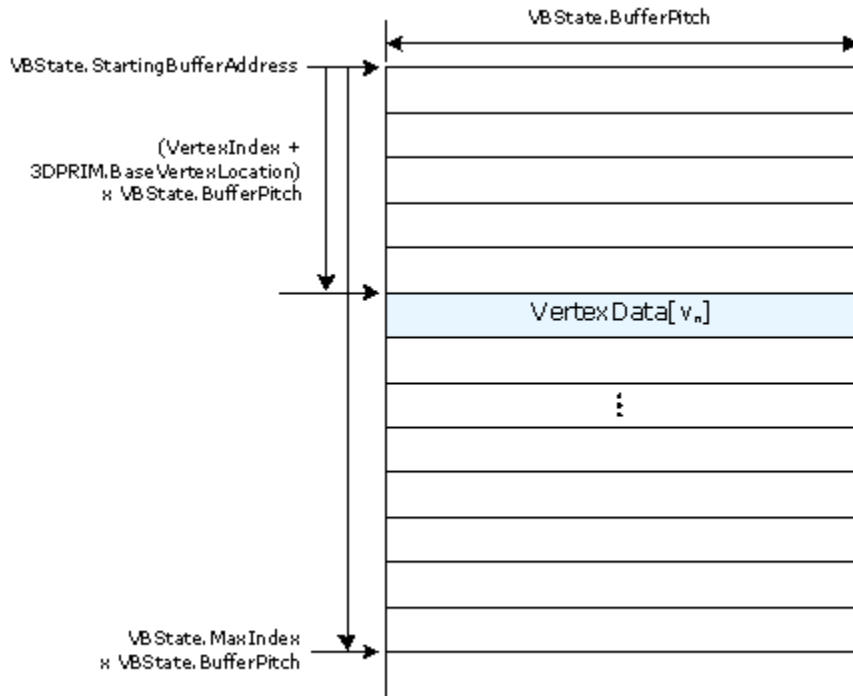 VBState.BufferPitch
VBState.StartingBufferAddress
(VertexIndex +
3DPRIM.BaseVertexLocation)
x VBState.BufferPitch
VertexData[vₙ]
⋮
VBState.MaxIndex
x VBState.BufferPitch